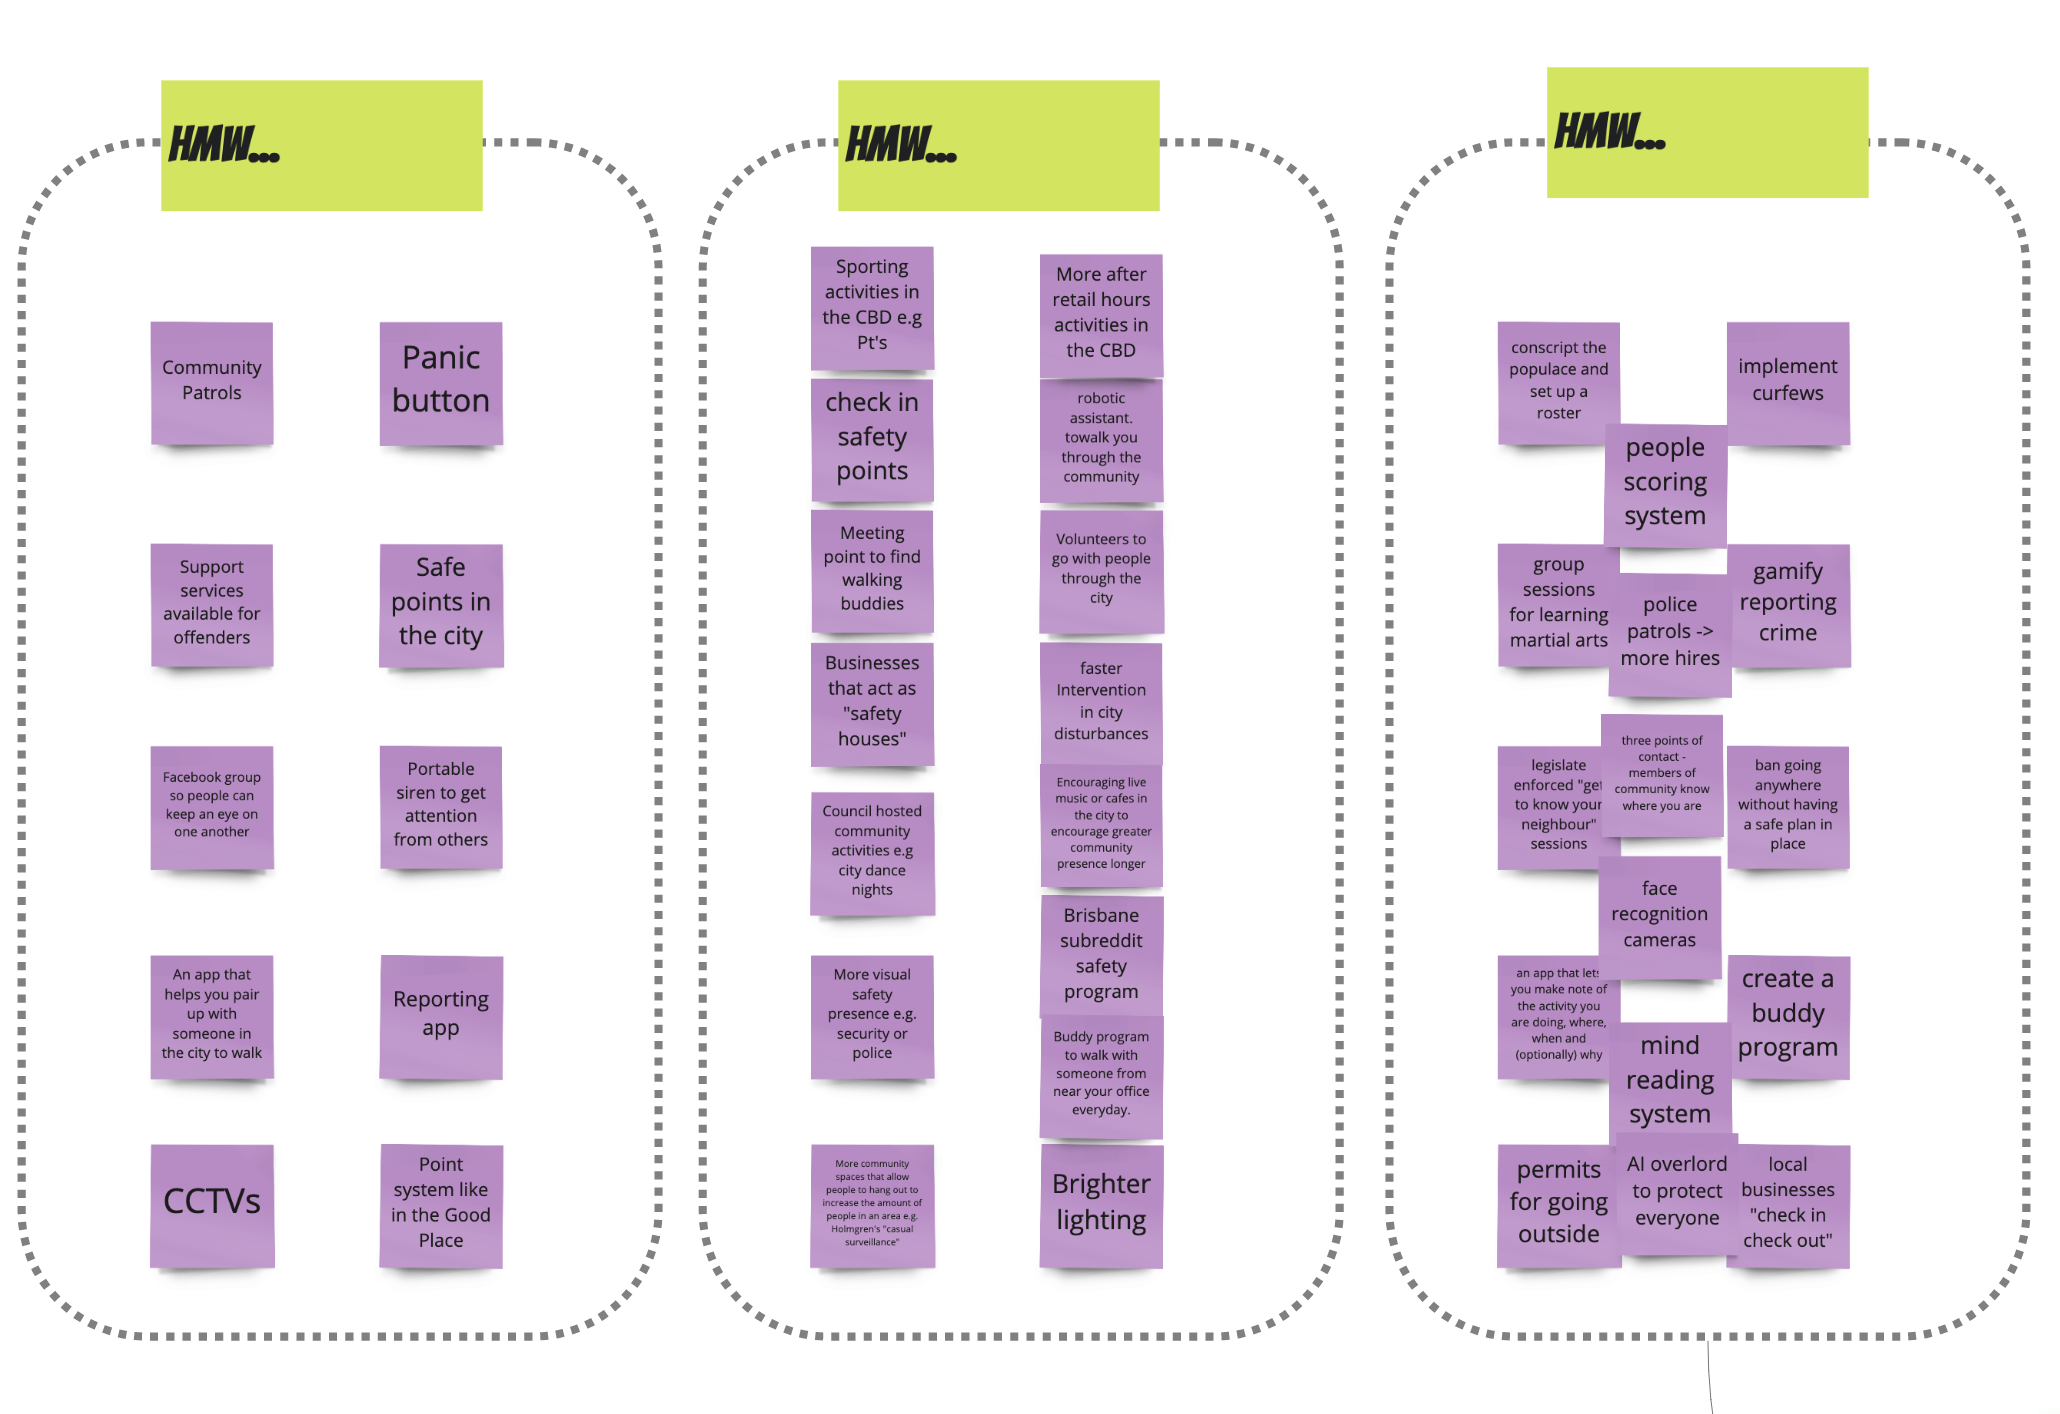 HMW...
Community
Patrols
Panic
button
Support
services
available for
offenders
Safe
points in
the city
Facebook group
so people can
keep an eye on
one another
Portable
siren to get
attention
from others
An app that
helps you pair
up with
someone in
the city to walk
Reporting
app
CCTVs
Point
system like
in the Good
Place
HMW...
Sporting
activities in
the CBD e.g
Pt's
More after
retail hours
activities in
the CBD
check in
safety
points
robotic
assistant.
towalk you
through the
community
Meeting
point to find
walking
buddies
Volunteers to
go with people
through the
city
Businesses
that act as
"safety
houses"
faster
Intervention
in city
disturbances
Council hosted
community
activities e.g
city dance
nights
Encouraging live
music or cafes in
the city to
encourage greater
community
presence longer
Brisbane
subreddit
safety
program
More visual
safety
presence e.g.
security or
police
Buddy program
to walk with
someone from
near your office
everyday.
More community
spaces that allow
people to hang out to
increase the amount of
people in an area e.g.
Holmgren's "casual
surveillance"
Brighter
lighting
HMW...
conscript the
populace and
set up a
roster
implement
curfews
people
scoring
system
group
sessions
for learning
martial arts
police
patrols ->
more hires
gamify
reporting
crime
legislate
enforced "get
to know your
neighbour"
sessions
three points of
contact -
members of
community know
where you are
ban going
anywhere
without having
a safe plan in
place
face
recognition
cameras
an app that lets
you make note of
the activity you
are doing, where,
when and
(optionally) why
create a
buddy
program
mind
reading
system
permits
for going
outside
AI overlord
to protect
everyone
local
businesses
"check in
check out"